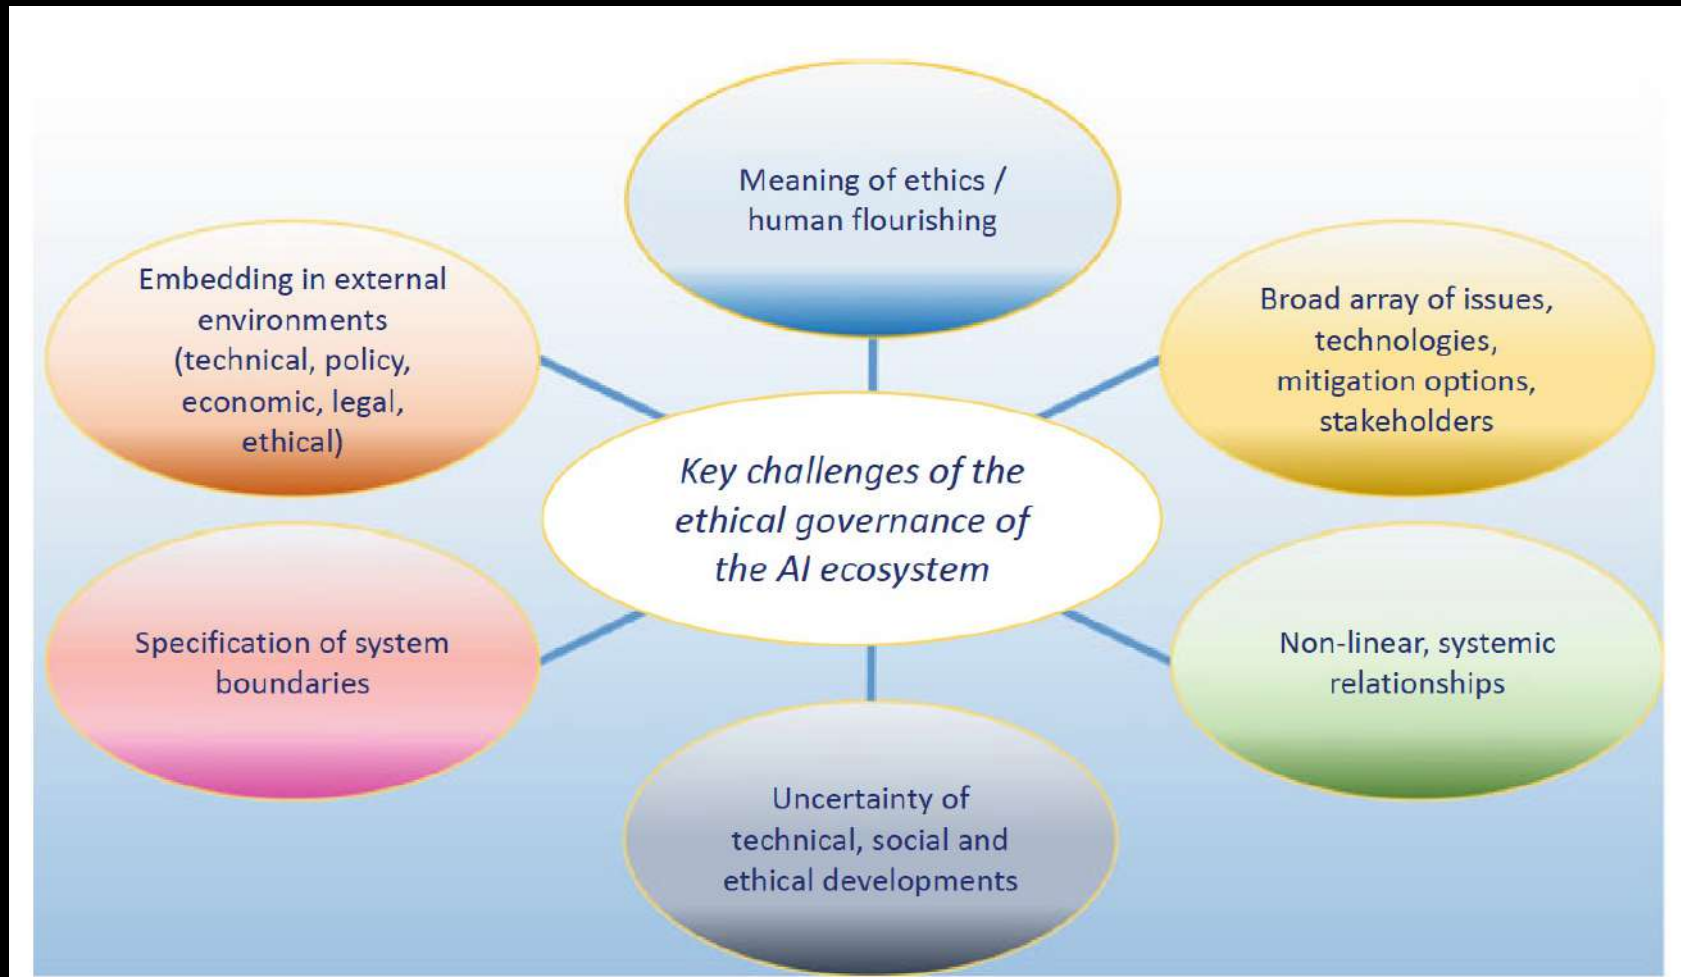 Meaning of ethics /
human flourishing
Embedding in external
environments
(technical, policy,
economic, legal,
ethical)
Broad array of issues,
technologies,
mitigation options,
stakeholders
Key challenges of the
ethical governance of
the AI ecosystem
Specification of system
boundaries
Non-linear, systemic
relationships
Uncertainty of
technical, social and
ethical developments